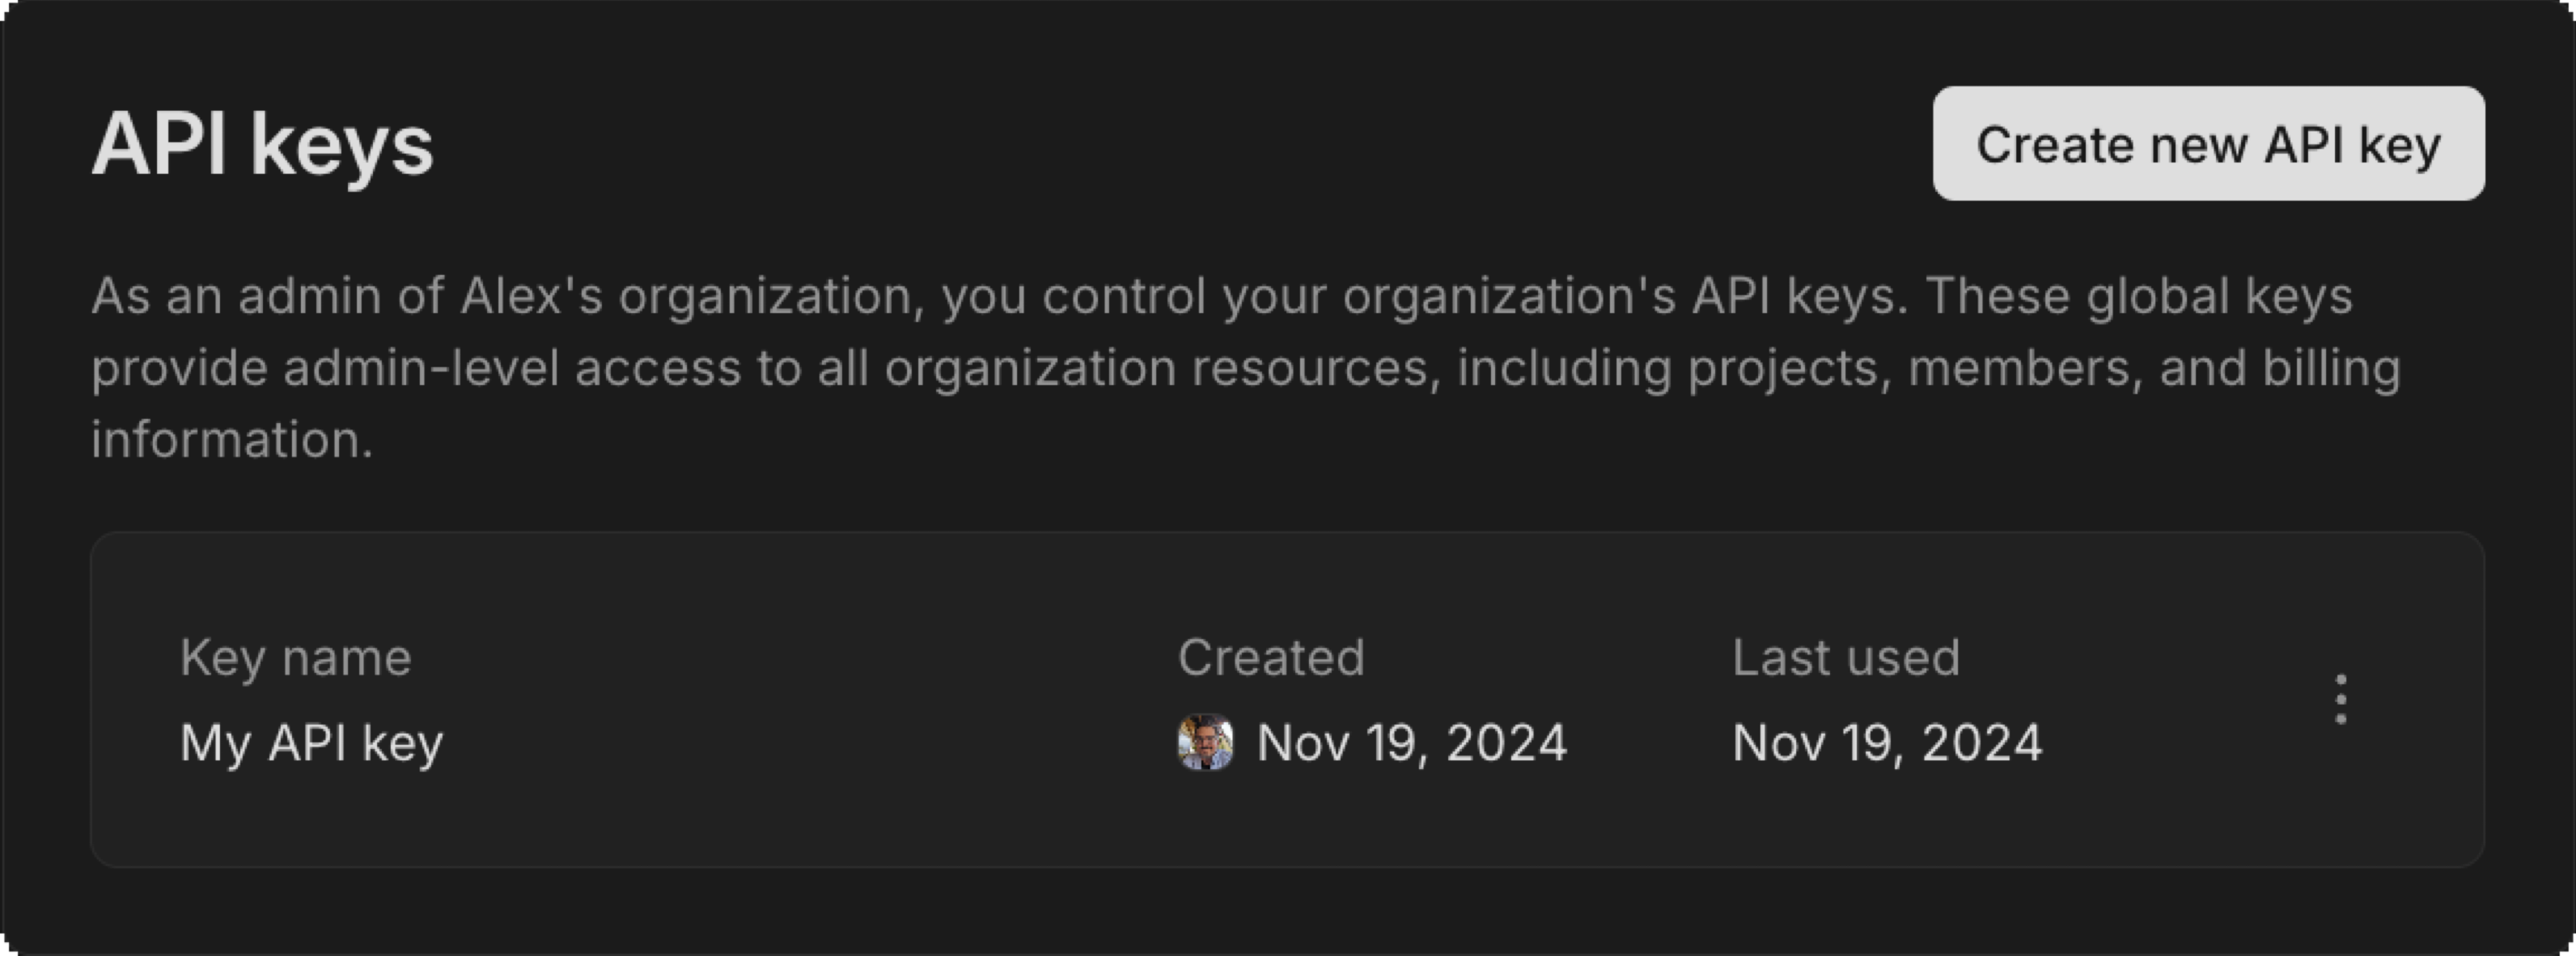 API keys
Create new API key
As an admin of Alex's organization, you control your organization's API keys. These global keys
provide admin-level access to all organization resources, including projects, members, and billing
information.
Key name
Created
Last used
My API key
Nov 19, 2024
Nov 19, 2024